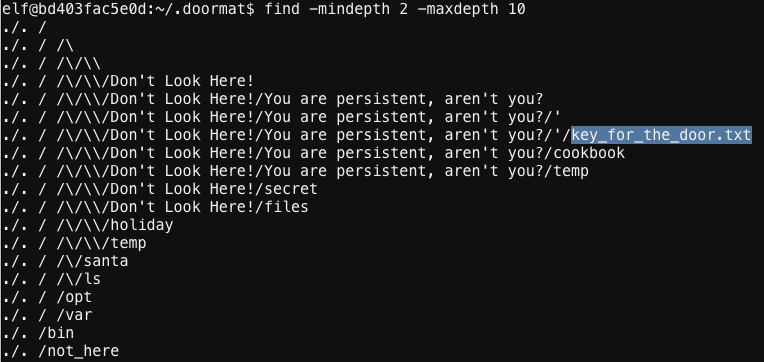 elf@bd403fac5e0d:~/.doormat$ find -mindepth 2 -maxdepth 10
./. / 
./. / /\
./. / /\/\\
./. / /\/\\/Don't Look Here!
./. / /\/\\/Don't Look Here!/You are persistent, aren't you?
./. / /\/\\/Don't Look Here!/You are persistent, aren't you?/'
./. / /\/\\/Don't Look Here!/You are persistent, aren't you?/'/key_for_the_door.txt
./. / /\/\\/Don't Look Here!/You are persistent, aren't you?/cookbook
./. / /\/\\/Don't Look Here!/You are persistent, aren't you?/temp
./. / /\/\\/Don't Look Here!/secret
./. / /\/\\/Don't Look Here!/files
./. / /\/\\/holiday
./. / /\/\\/temp
./. / /\/santa
./. / /\/ls
./. / /opt
./. / /var
./. /bin
./. /not_here